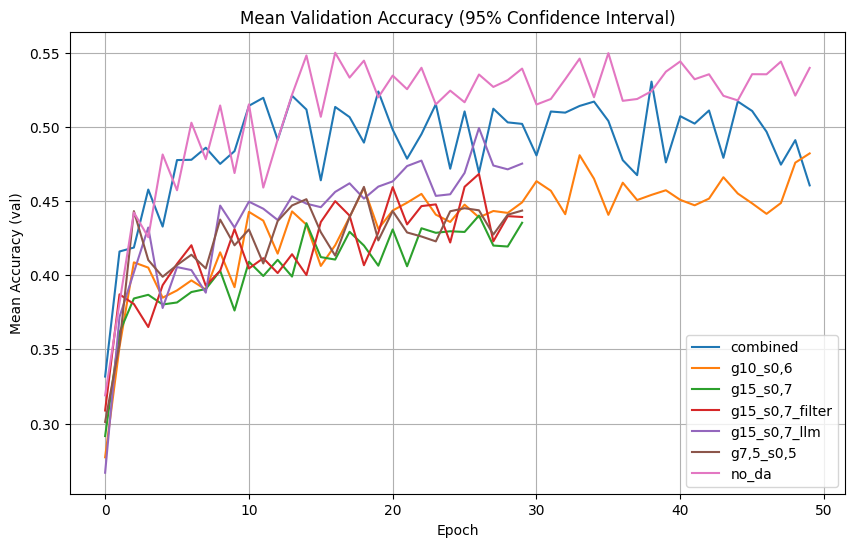 Mean Validation Accuracy (95% Confidence Interval)
Mean Accuracy (val)
0.55
0.50
0.45
0.40
0.35
0.30
0
10
20
30
40
50
Epoch
combined
g10_s0,6
g15_s0,7
g15_s0,7_filter
g15_s0,7_llm
g7,5_s0,5
no_da